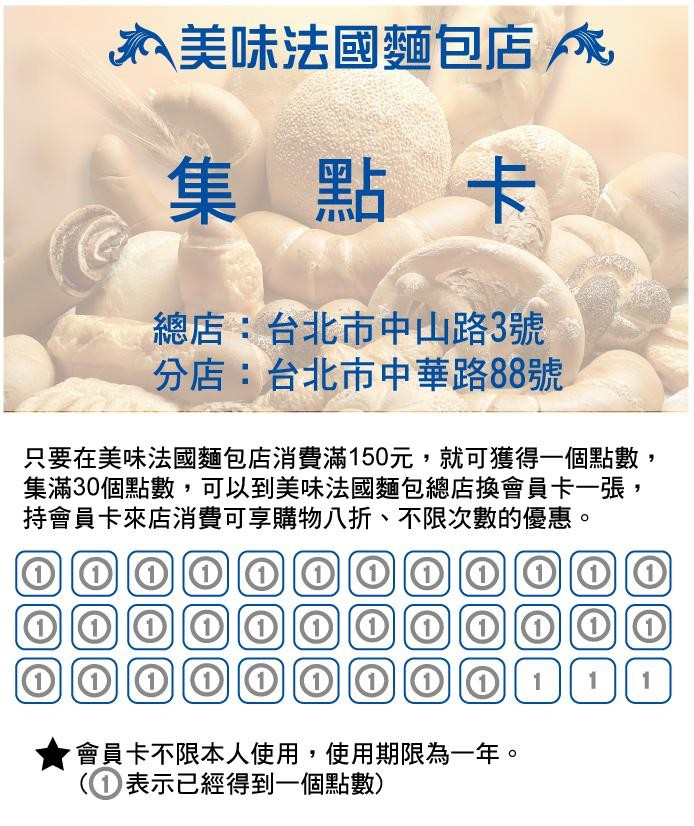 美味法國麵包店
集點卡
總店：台北市中山路3號
分店：台北市中華路88號
只要在美味法國麵包店消費滿150元，就可獲得一個點數，
集滿30個點數，可以到美味法國麵包總店換會員卡一張，
持會員卡來店消費可享購物八折、不限次數的優惠。
① ① ① ① ① ① ① ① ① ① ① ①
① ① ① ① ① ① ① ① ① ① ① ①
① ① ① ① ① ① ① ① ① 1 1 1
★會員卡不限本人使用，使用期限為一年。
（①表示已經得到一個點數）